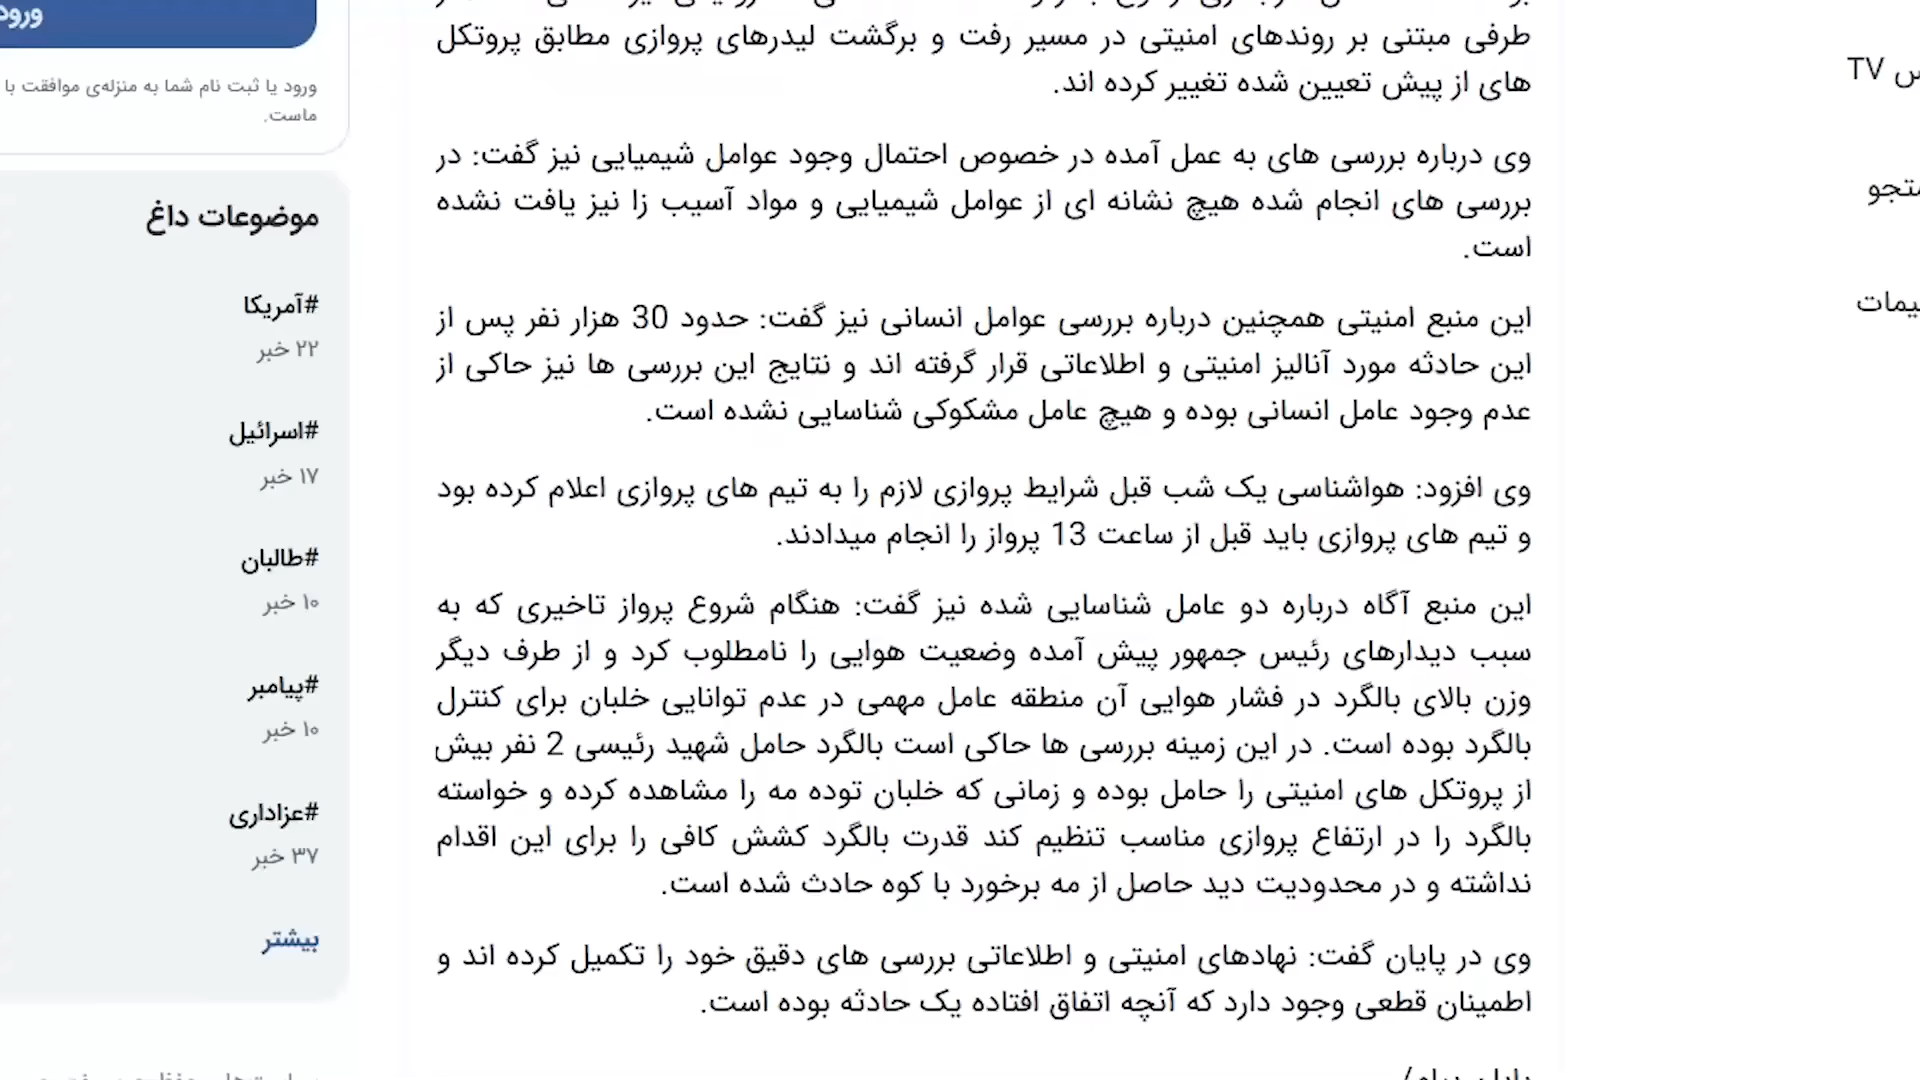 طرفی مبتنی بر روندهای امنیتی در مسیر رفت و برگشت لیدرهای پروازی مطابق پروتکل
های از پیش تعیین شده تغییر کرده اند.
وی درباره بررسی های به عمل آمده در خصوص احتمال وجود عوامل شیمیایی نیز گفت: در
بررسی های انجام شده هیچ نشانه ای از عوامل شیمیایی و مواد آسیب زا نیز یافت نشده
است.
این منبع امنیتی همچنین درباره بررسی عوامل انسانی نیز گفت: حدود 30 هزار نفر پس از
این حادثه مورد آنالیز امنیتی و اطلاعاتی قرار گرفته اند و نتایج این بررسی ها نیز حاکی از
عدم وجود عامل انسانی بوده و هیچ عامل مشکوکی شناسایی نشده است.
وی افزود: هواشناسی یک شب قبل شرایط پروازی لازم را به تیم های پروازی اعلام کرده بود
و تیم های پروازی باید قبل از ساعت 13 پرواز را انجام میدادند.
این منبع آگاه درباره دو عامل شناسایی شده نیز گفت: هنگام شروع پرواز تاخیری که به
سبب دیدارهای رئیس جمهور پیش آمده وضعیت هوایی را نامطلوب کرد و از طرف دیگر
وزن بالای بالگرد در فشار هوایی آن منطقه عامل مهمی در عدم توانایی خلبان برای کنترل
بالگرد بوده است. در این زمینه بررسی ها حاکی است بالگرد حامل شهید رئیسی 2 نفر بیش
از پروتکل های امنیتی را حامل بوده و زمانی که خلبان توده مه را مشاهده کرده و خواسته
بالگرد را در ارتفاع پروازی مناسب تنظیم کند قدرت بالگرد کشش کافی را برای این اقدام
نداشته و در محدودیت دید حاصل از مه برخورد با کوه حادث شده است.
وی در پایان گفت: نهادهای امنیتی و اطلاعاتی بررسی های دقیق خود را تکمیل کرده اند و
اطمینان قطعی وجود دارد که آنچه اتفاق افتاده یک حادثه بوده است.
ورود
ورود یا ثبت نام شما به منزله‌ی موافقت با
ماست.
موضوعات داغ
#آمریکا
۲۲ خبر
#اسرائیل
۱۷ خبر
#طالبان
۱۰ خبر
#پیامبر
۱۰ خبر
#عزاداری
۳۷ خبر
بیشتر
TV